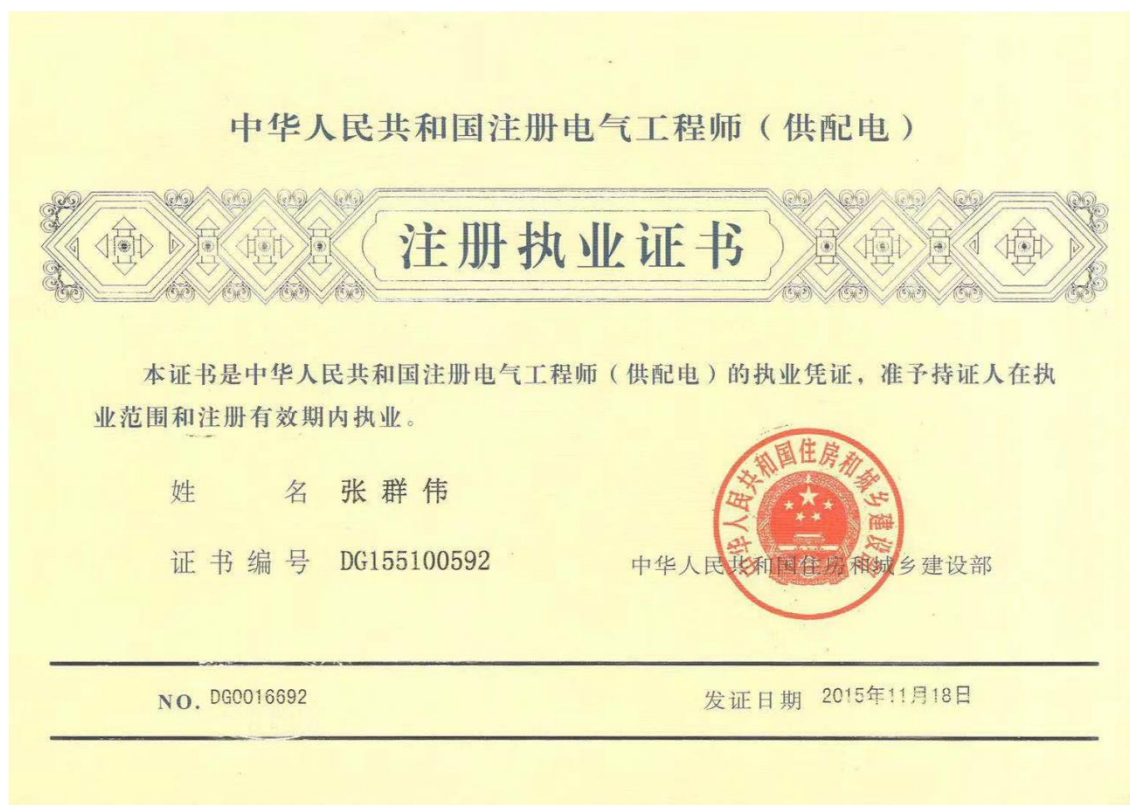 中华人民共和国注册电气工程师（供配电）
注册执业证书
本证书是中华人民共和国注册电气工程师（供配电）的执业凭证，准予持证人在执
业范围和注册有效期内执业。
姓 名 张群伟
证书编号 DG155100592
中华人民共和国住房和城乡建设部
中华人民共和国住房和城乡建设部
NO. DG0016692
发证日期 2015年11月18日